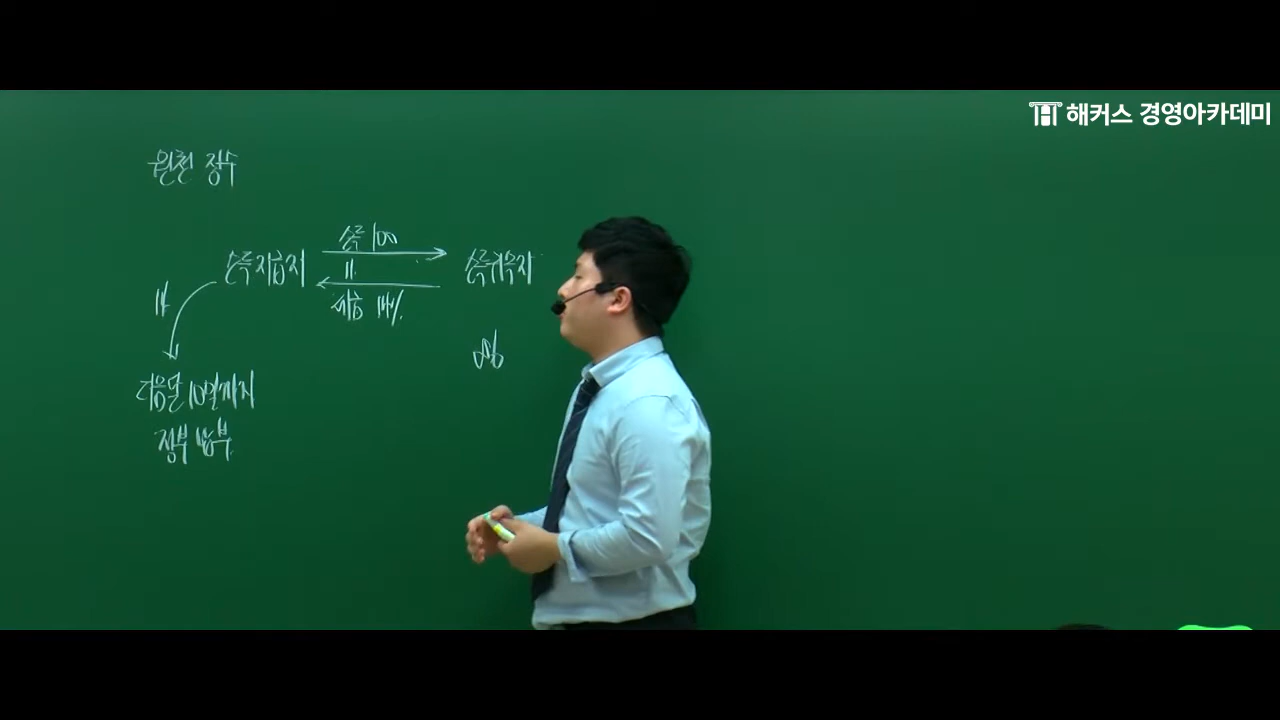 해커스 경영아카데미
원천 징수
소득 100
소득지급자
소득귀속자
14
세금 14%
14
다음달 10일까지
정부 납부